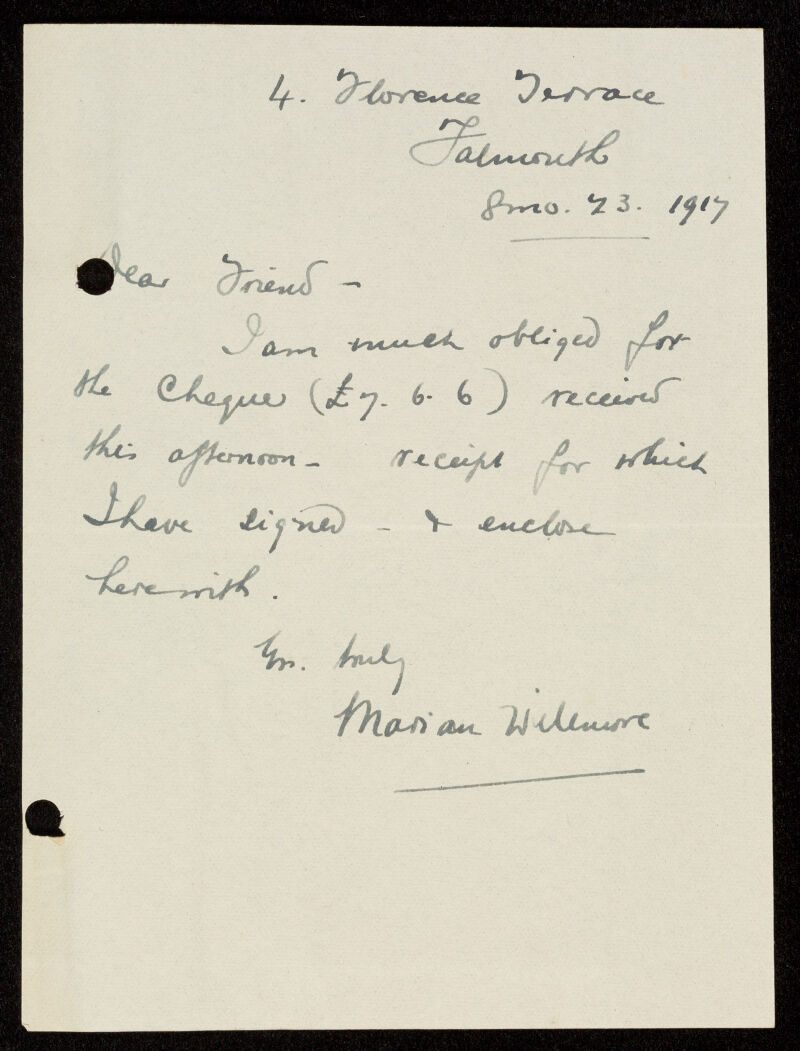 4. Florence Terrace
Falmouth
8mo. 23. 1917
Dear Friend -
I am much obliged for
the Cheque (£7. 6. 6) received
this afternoon - receipt for which
I have signed - & enclose
herewith.
Yrs. truly
Marian Willmore